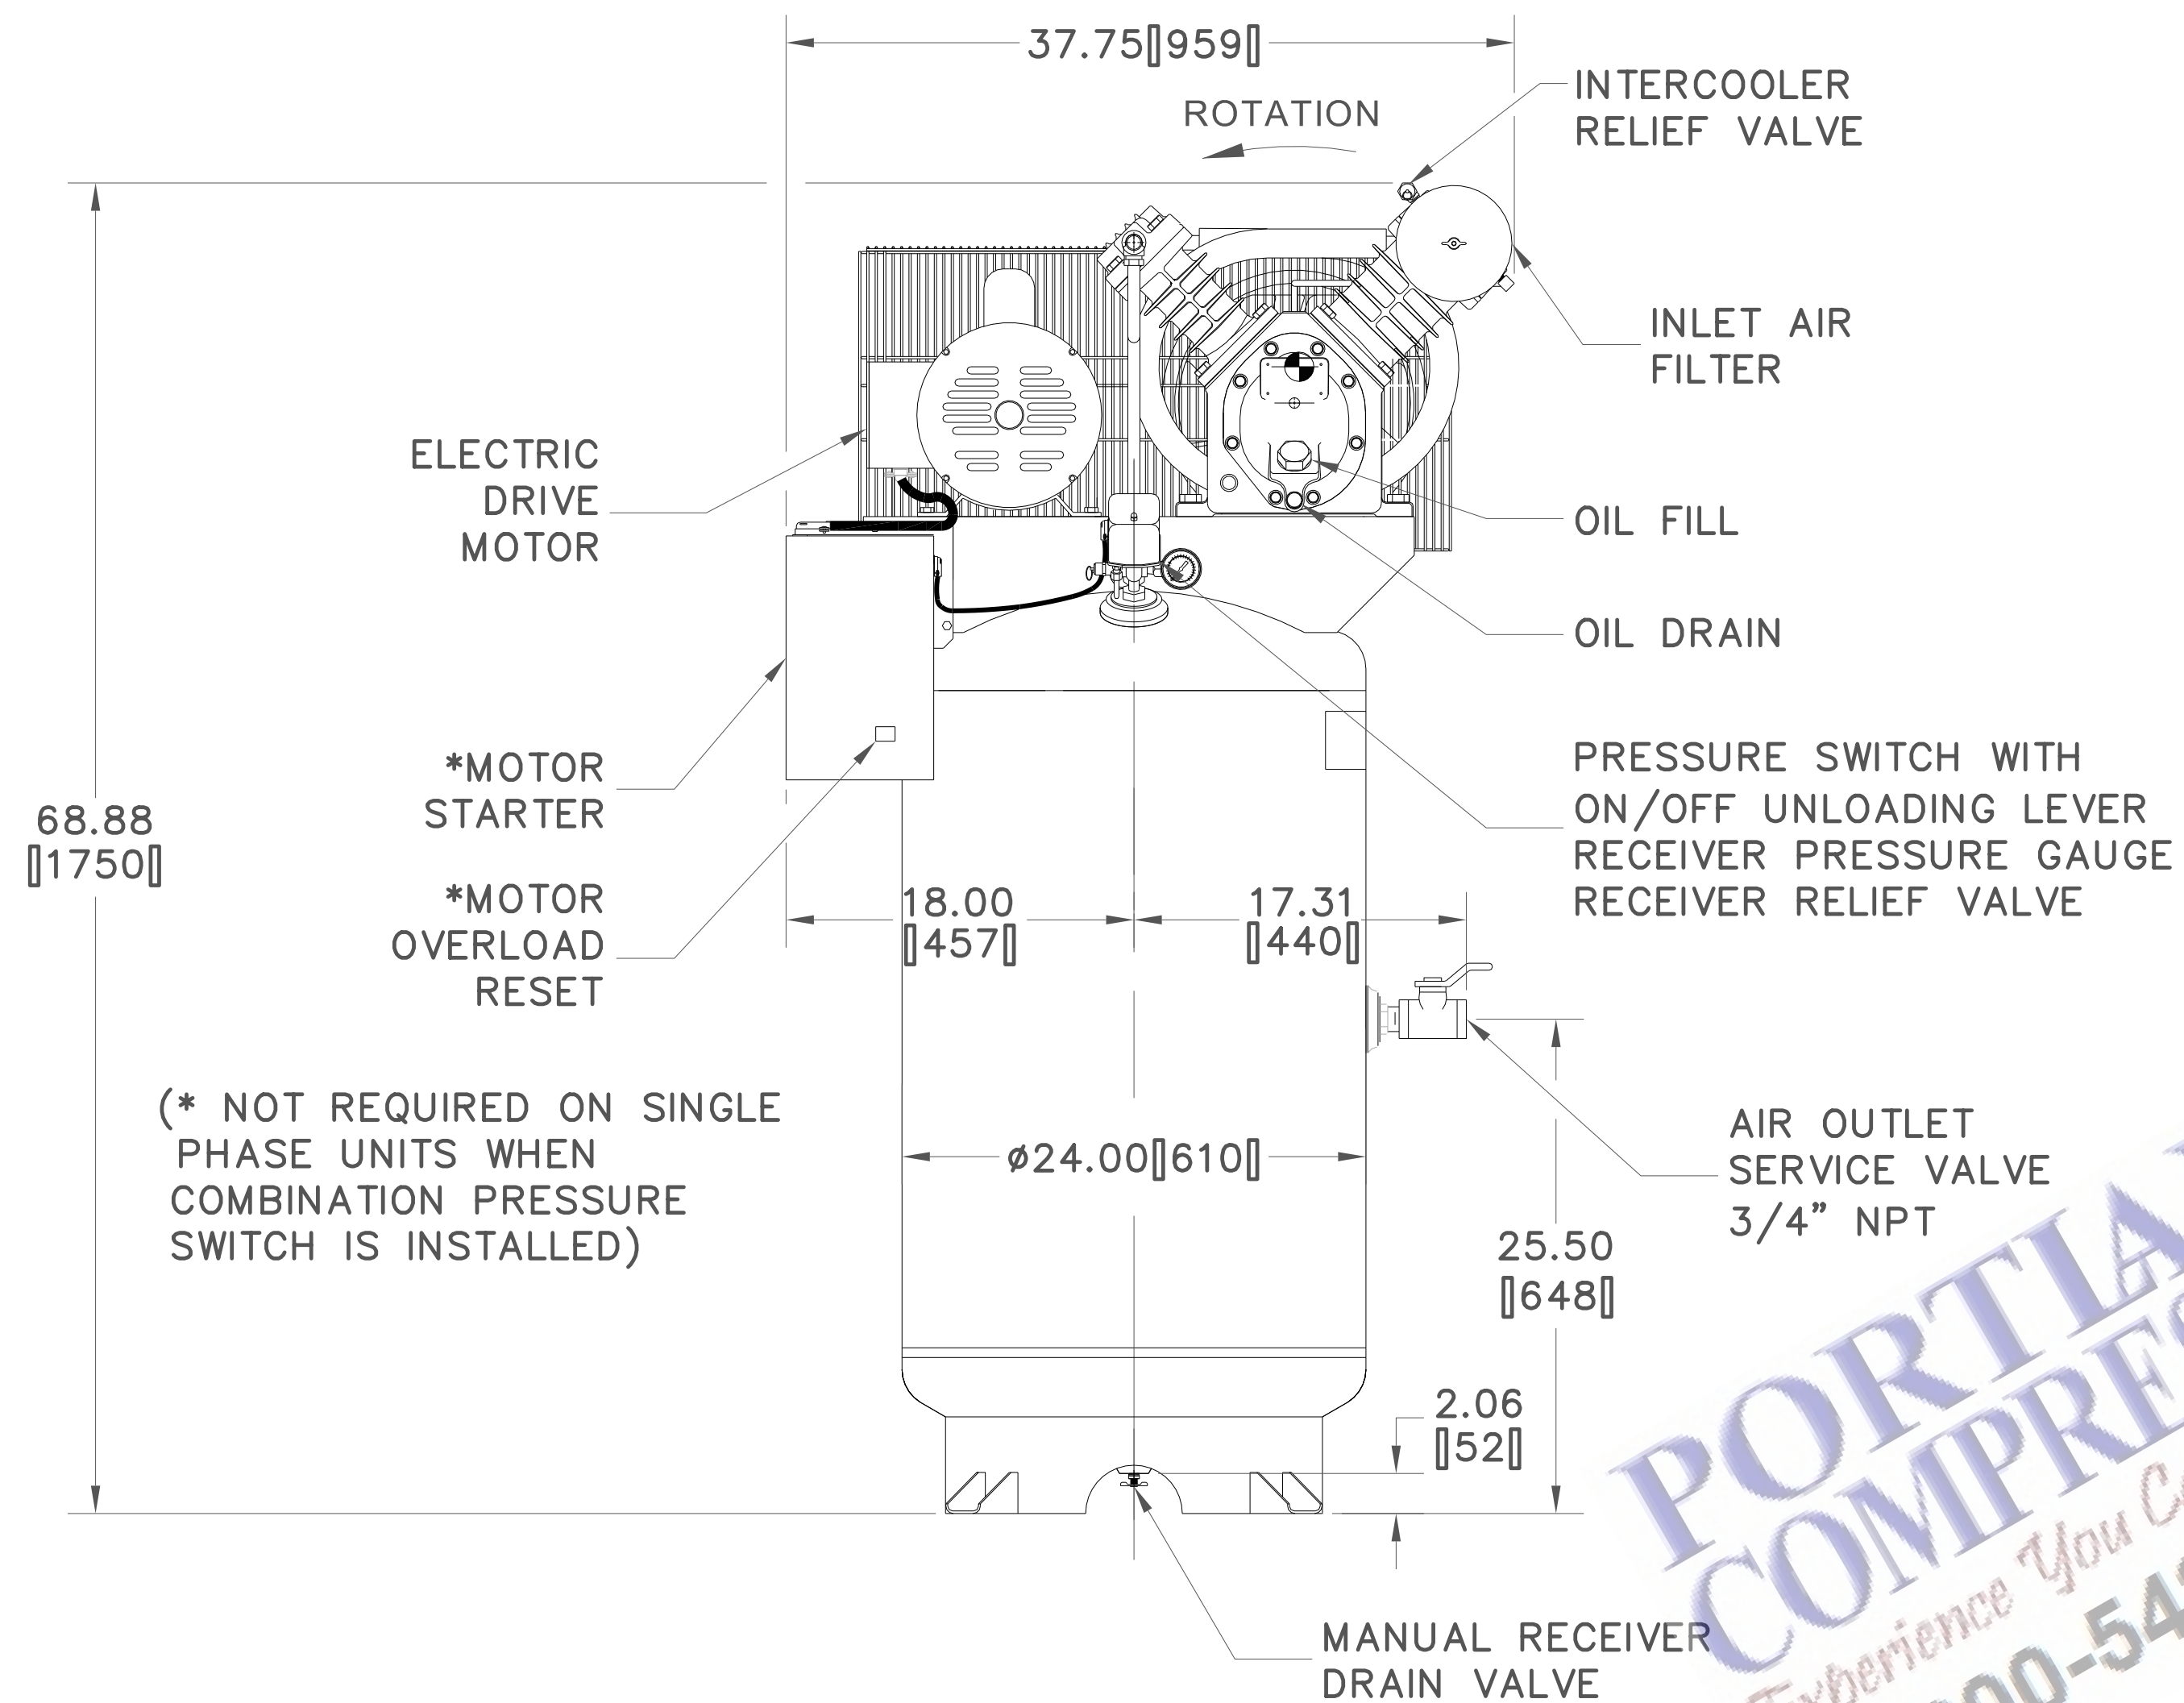 37.75[959]
ROTATION
INTERCOOLER
RELIEF VALVE
INLET AIR
FILTER
ELECTRIC
DRIVE
MOTOR
OIL FILL
OIL DRAIN
*MOTOR
STARTER
PRESSURE SWITCH WITH
ON/OFF UNLOADING LEVER
RECEIVER PRESSURE GAUGE
RECEIVER RELIEF VALVE
68.88
[1750]
*MOTOR
OVERLOAD
RESET
18.00
[457]
17.31
[440]
(* NOT REQUIRED ON SINGLE
PHASE UNITS WHEN
COMBINATION PRESSURE
SWITCH IS INSTALLED)
AIR OUTLET
SERVICE VALVE
3/4” NPT
ø24.00[610]
25.50
[648]
2.06
[52]
MANUAL RECEIVER
DRAIN VALVE
Experience You